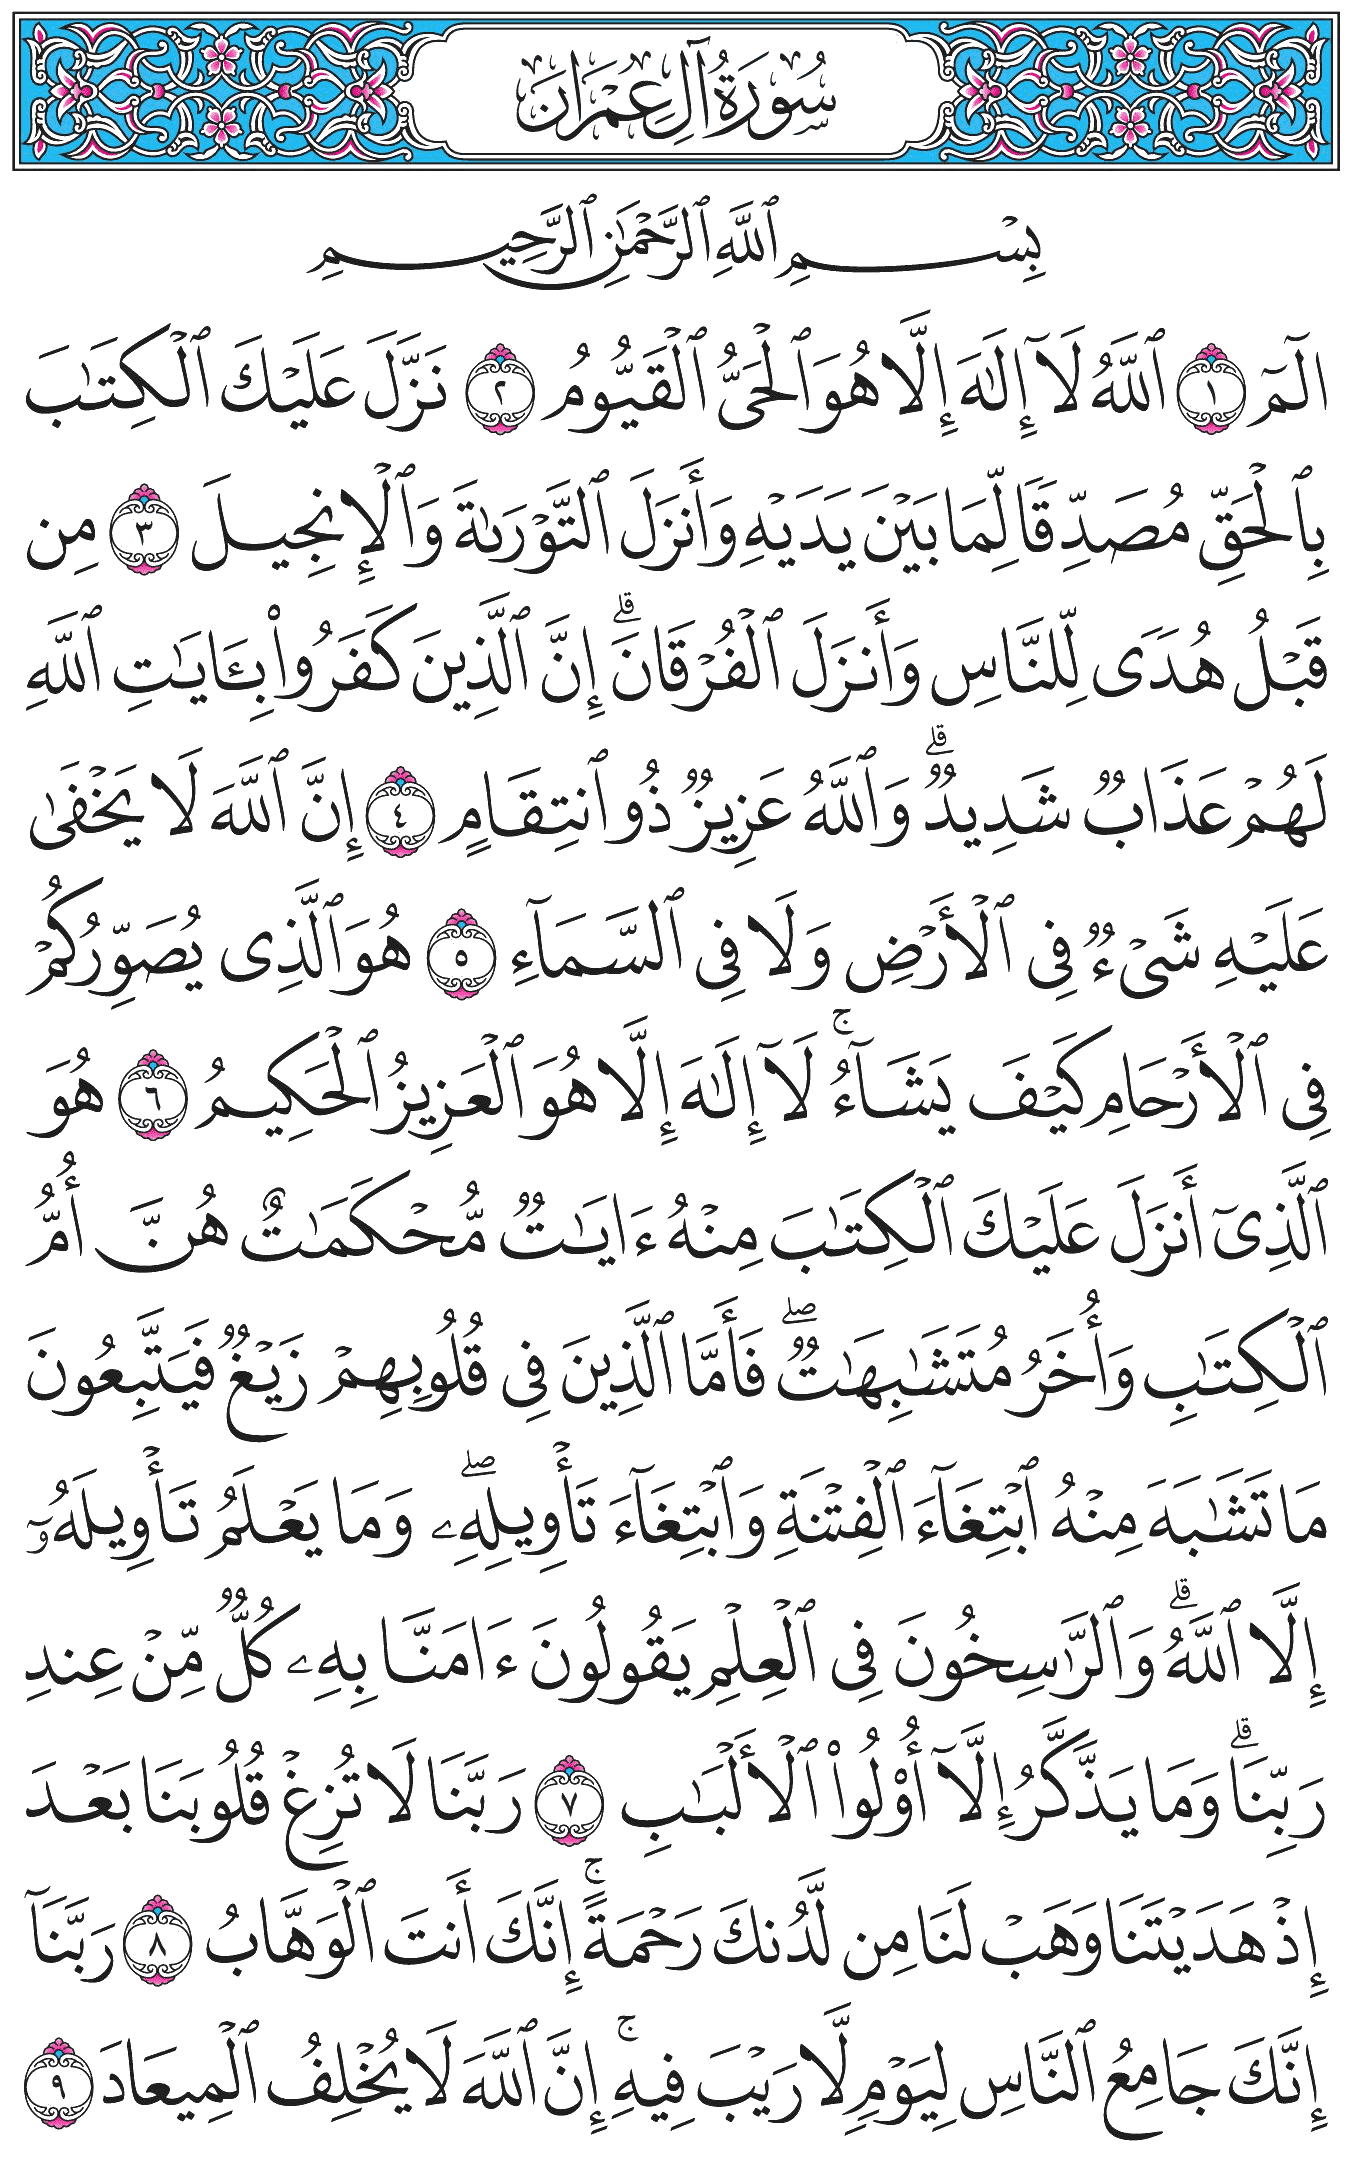 سُورَةُ آلِ عِمۡرَان
بِسۡمِ ٱللَّهِ ٱلرَّحۡمَٰنِ ٱلرَّحِيمِ
الٓمٓ ١ ٱللَّهُ لَآ إِلَٰهَ إِلَّا هُوَ ٱلۡحَيُّ ٱلۡقَيُّومُ ٢ نَزَّلَ عَلَيۡكَ ٱلۡكِتَٰبَ
بِٱلۡحَقِّ مُصَدِّقٗا لِّمَا بَيۡنَ يَدَيۡهِ وَأَنزَلَ ٱلتَّوۡرَىٰةَ وَٱلۡإِنجِيلَ ٣ مِن
قَبۡلُ هُدٗى لِّلنَّاسِ وَأَنزَلَ ٱلۡفُرۡقَانَۗ إِنَّ ٱلَّذِينَ كَفَرُواْ بِـَٔايَٰتِ ٱللَّهِ
لَهُمۡ عَذَابٞ شَدِيدٞۗ وَٱللَّهُ عَزِيزٞ ذُو ٱنتِقَامٍ ٤ إِنَّ ٱللَّهَ لَا يَخۡفَىٰ
عَلَيۡهِ شَيۡءٞ فِي ٱلۡأَرۡضِ وَلَا فِي ٱلسَّمَآءِ ٥ هُوَ ٱلَّذِي يُصَوِّرُكُمۡ
فِي ٱلۡأَرۡحَامِ كَيۡفَ يَشَآءُۚ لَآ إِلَٰهَ إِلَّا هُوَ ٱلۡعَزِيزُ ٱلۡحَكِيمُ ٦ هُوَ
ٱلَّذِيٓ أَنزَلَ عَلَيۡكَ ٱلۡكِتَٰبَ مِنۡهُ ءَايَٰتٞ مُّحۡكَمَٰتٌ هُنَّ أُمُّ
ٱلۡكِتَٰبِ وَأُخَرُ مُتَشَٰبِهَٰتٞۖ فَأَمَّا ٱلَّذِينَ فِي قُلُوبِهِمۡ زَيۡغٞ فَيَتَّبِعُونَ
مَا تَشَٰبَهَ مِنۡهُ ٱبۡتِغَآءَ ٱلۡفِتۡنَةِ وَٱبۡتِغَآءَ تَأۡوِيلِهِۦۖ وَمَا يَعۡلَمُ تَأۡوِيلَهُۥٓ
إِلَّا ٱللَّهُۗ وَٱلرَّٰسِخُونَ فِي ٱلۡعِلۡمِ يَقُولُونَ ءَامَنَّا بِهِۦ كُلّٞ مِّنۡ عِندِ
رَبِّنَاۗ وَمَا يَذَّكَّرُ إِلَّآ أُوْلُواْ ٱلۡأَلۡبَٰبِ ٧ رَبَّنَا لَا تُزِغۡ قُلُوبَنَا بَعۡدَ
إِذۡ هَدَيۡتَنَا وَهَبۡ لَنَا مِن لَّدُنكَ رَحۡمَةًۚ إِنَّكَ أَنتَ ٱلۡوَهَّابُ ٨ رَبَّنَآ
إِنَّكَ جَامِعُ ٱلنَّاسِ لِيَوۡمٖ لَّا رَيۡبَ فِيهِۚ إِنَّ ٱللَّهَ لَا يُخۡلِفُ ٱلۡمِيعَادَ ٩